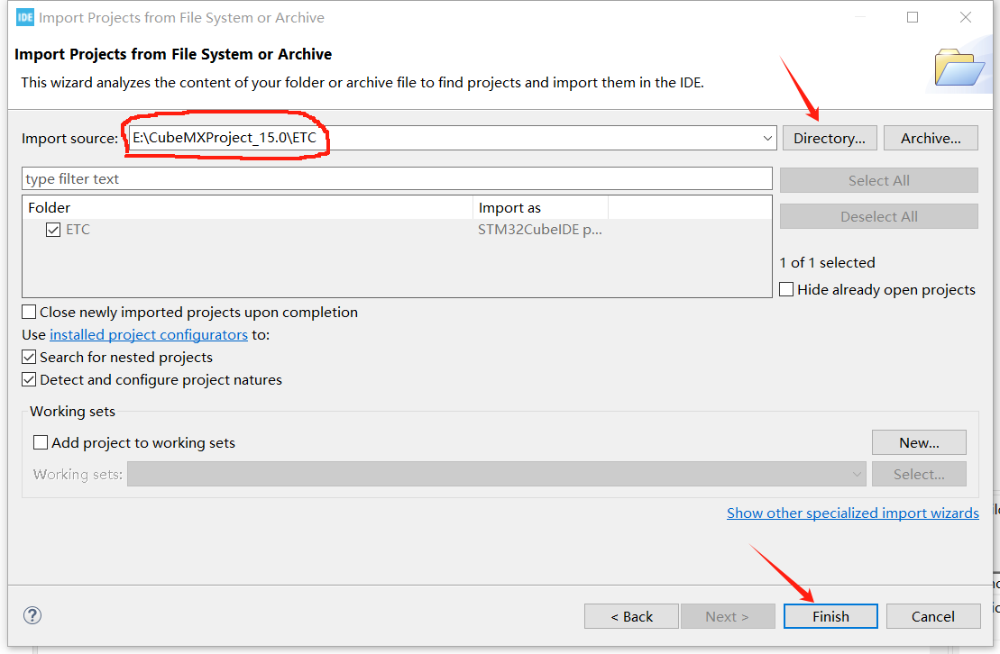 IDE Import Projects from File System or Archive
Import Projects from File System or Archive
This wizard analyzes the content of your folder or archive file to find projects and import them in the IDE.
Import source: E:\CubeMXProject_15.0\ETC Directory... Archive...
type filter text Select All
Folder Import as
Deselect All
ETC STM32CubeIDE p...
1 of 1 selected
Hide already open projects
Close newly imported projects upon completion
Use installed project configurators to:
Search for nested projects
Detect and configure project natures
Working sets
Add project to working sets New...
Working sets: Select...
Show other specialized import wizards
? < Back Next > Finish Cancel